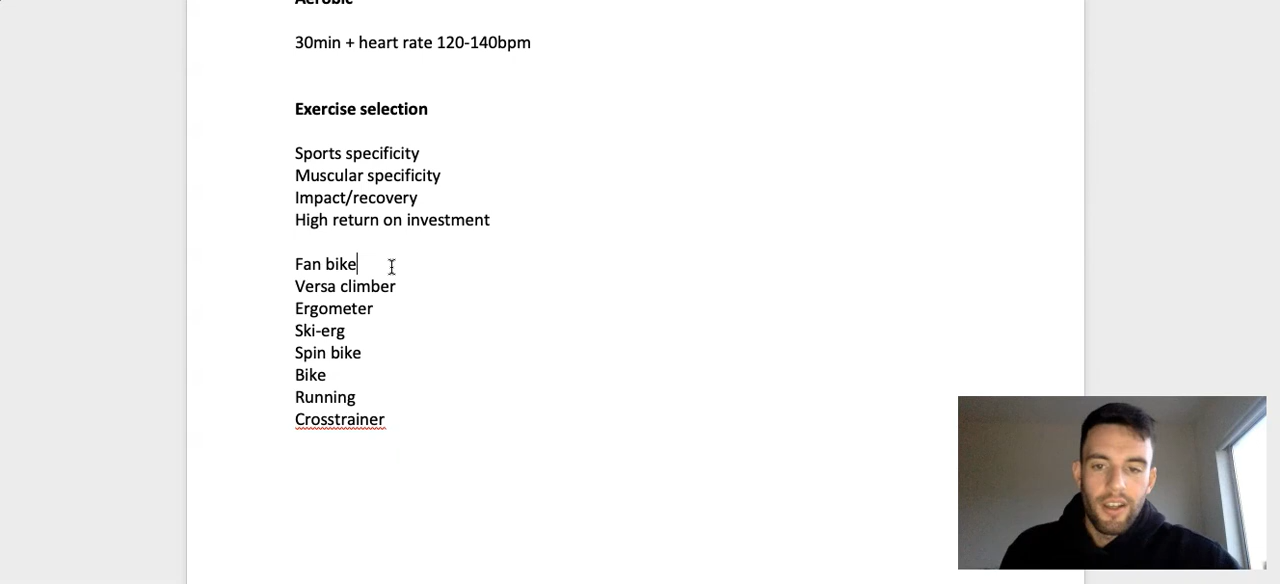 Aerobic
30min + heart rate 120-140bpm
Exercise selection
Sports specificity
Muscular specificity
Impact/recovery
High return on investment
Fan bike
Versa climber
Ergometer
Ski-erg
Spin bike
Bike
Running
Crosstrainer